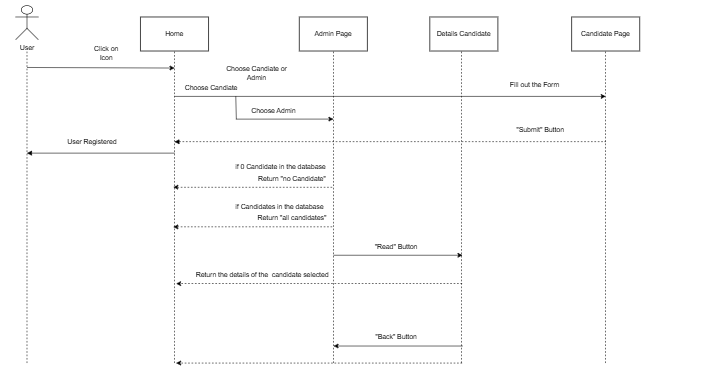 Home
Admin Page
Details Candidate
Candidate Page
User
Click on
Icon
Choose Candiate or
Admin
Choose Candiate
Fill out the Form
Choose Admin
"Submit" Button
User Registered
if 0 Candidate in the database
Return "no Candidate"
if Candidates in the database
Return "all candidates"
"Read" Button
Return the details of the candidate selected
"Back" Button